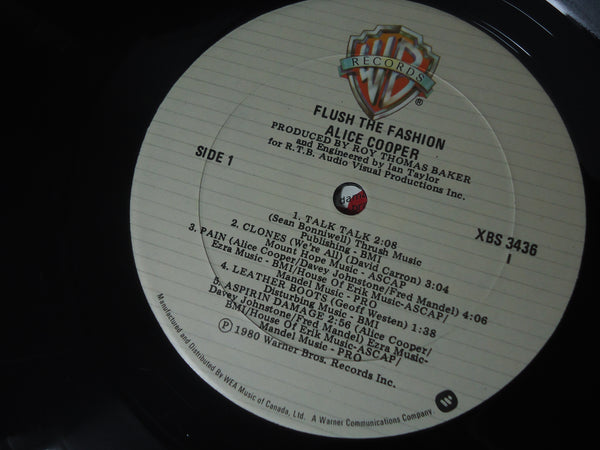 WB
RECORDS
®
FLUSH THE FASHION
ALICE COOPER
PRODUCED BY ROY THOMAS BAKER
and Engineered by Ian Taylor
for R.T.B. Audio Visual Productions Inc.
SIDE 1
XBS 3436
1
1. TALK TALK 2:08
(Sean Bonniwell) Thrush Music
Publishing - BMI
2. CLONES (We're All) (David Carron) 3:04
Mount Hope Music - ASCAP
3. PAIN (Alice Cooper/Davey Johnstone/Fred Mandel) 4:06
Ezra Music - BMI/House Of Erik Music-ASCAP/
Mandel Music - PRO
4. LEATHER BOOTS (Geoff Westen) 1:36
Disturbing Music - BMI
5. ASPIRIN DAMAGE 2:56 (Alice Cooper/
Davey Johnstone/Fred Mandel) Ezra Music-
BMI/House Of Erik Music-ASCAP/
Mandel Music - PRO
Ⓟ 1980 Warner Bros. Records Inc.
Manufactured and Distributed By WEA Music of Canada, Ltd. A Warner Communications Company